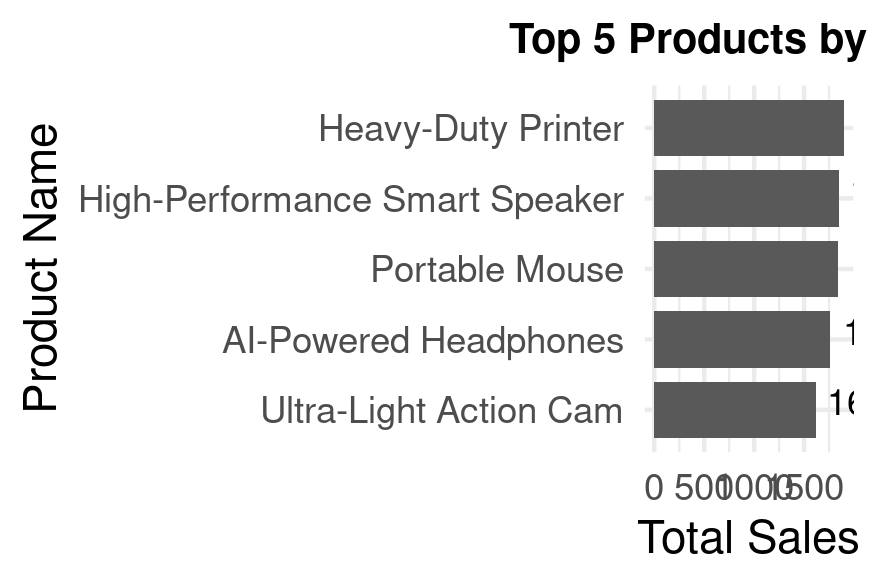 Top 5 Products by
Product Name
Heavy-Duty Printer
High-Performance Smart Speaker
Portable Mouse
AI-Powered Headphones
1
Ultra-Light Action Cam
16
0 500 1000 1500
Total Sales